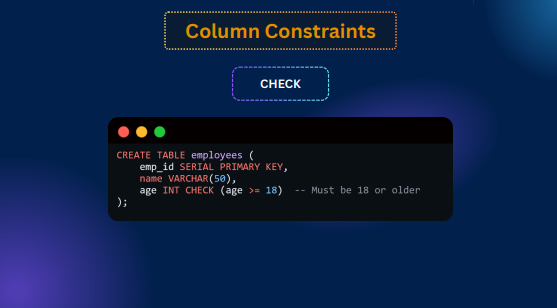 Column Constraints
CHECK
CREATE TABLE employees (
    emp_id SERIAL PRIMARY KEY,
    name VARCHAR(50),
    age INT CHECK (age >= 18)  -- Must be 18 or older
);